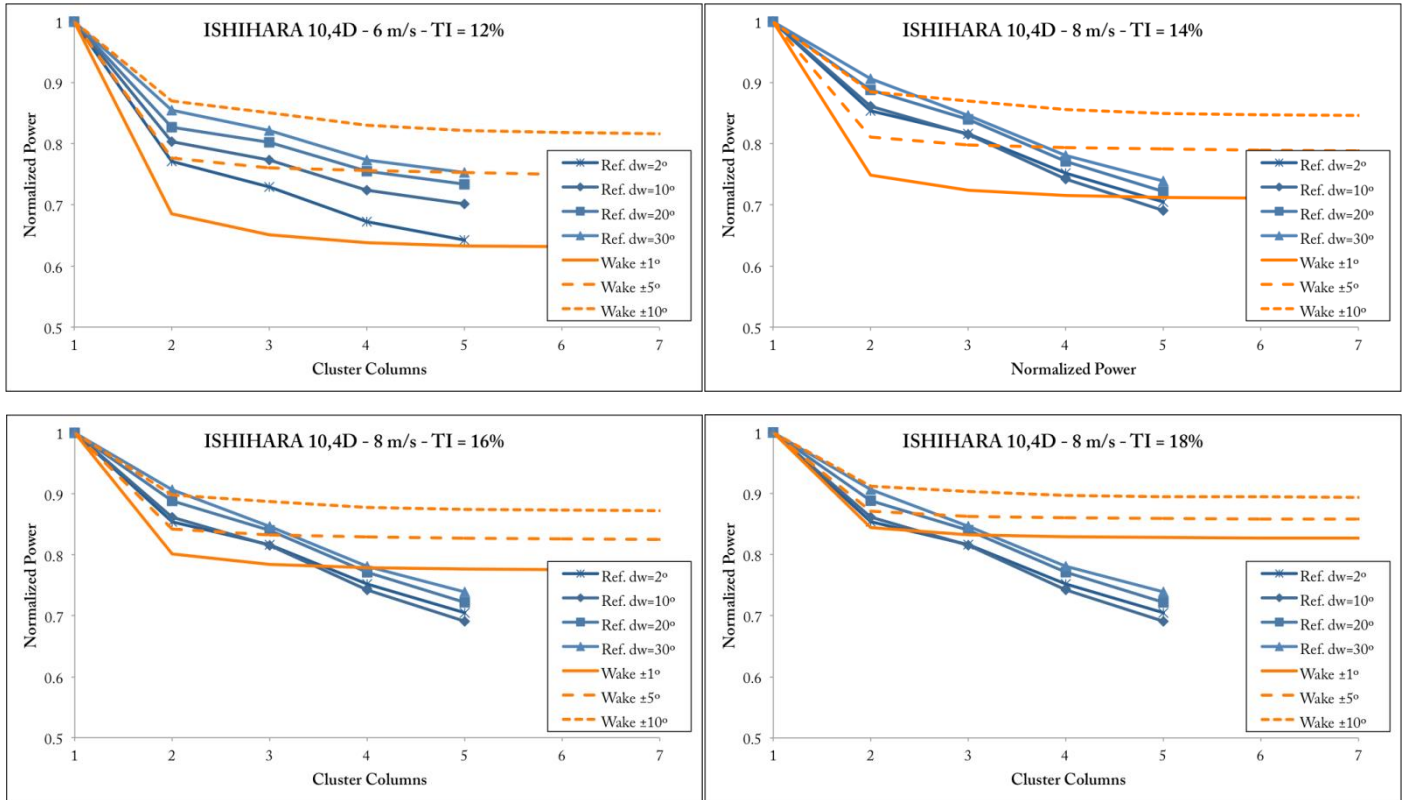 ISHIHARA 10,4D - 6 m/s - TI = 12%
Normalized Power
1
0.9
0.8
0.7
0.6
0.5
1 2 3 4 5 6 7
Cluster Columns
Ref. dw=2º
Ref. dw=10º
Ref. dw=20º
Ref. dw=30º
Wake ±1º
Wake ±5º
Wake ±10º
ISHIHARA 10,4D - 8 m/s - TI = 14%
Normalized Power
1
0.9
0.8
0.7
0.6
0.5
1 2 3 4 5 6 7
Normalized Power
Ref. dw=2º
Ref. dw=10º
Ref. dw=20º
Ref. dw=30º
Wake ±1º
Wake ±5º
Wake ±10º
ISHIHARA 10,4D - 8 m/s - TI = 16%
Normalized Power
1
0.9
0.8
0.7
0.6
0.5
1 2 3 4 5 6 7
Cluster Columns
Ref. dw=2º
Ref. dw=10º
Ref. dw=20º
Ref. dw=30º
Wake ±1º
Wake ±5º
Wake ±10º
ISHIHARA 10,4D - 8 m/s - TI = 18%
Normalized Power
1
0.9
0.8
0.7
0.6
0.5
1 2 3 4 5 6 7
Cluster Columns
Ref. dw=2º
Ref. dw=10º
Ref. dw=20º
Ref. dw=30º
Wake ±1º
Wake ±5º
Wake ±10º